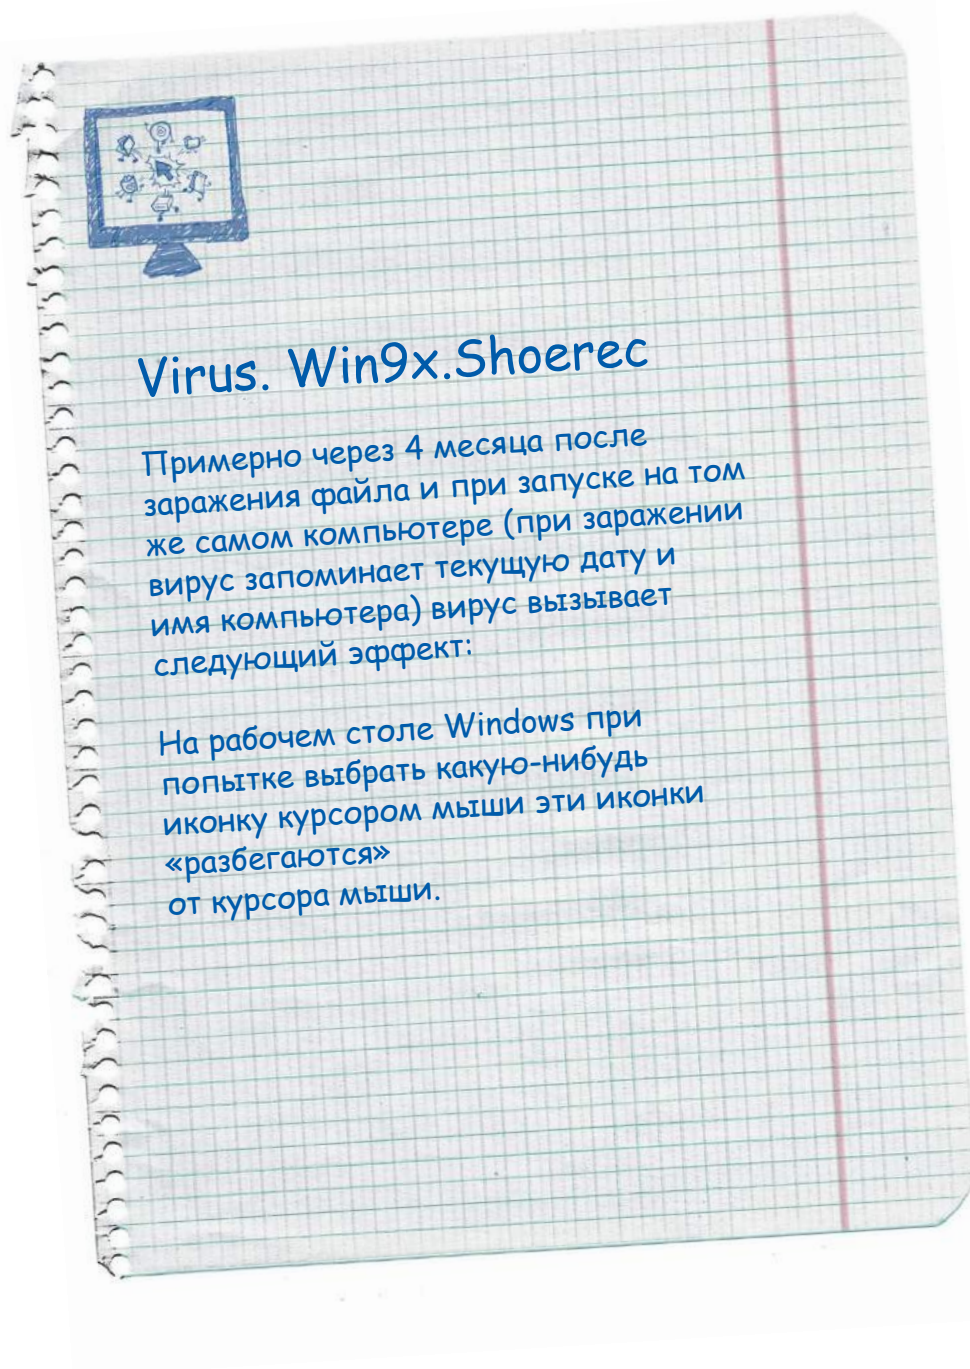 Virus. Win9x.Shoerec
Примерно через 4 месяца после
заражения файла и при запуске на том
же самом компьютере (при заражении
вирус запоминает текущую дату и
имя компьютера) вирус вызывает
следующий эффект:
На рабочем столе Windows при
попытке выбрать какую-нибудь
иконку курсором мыши эти иконки
«разбегаются»
от курсора мыши.